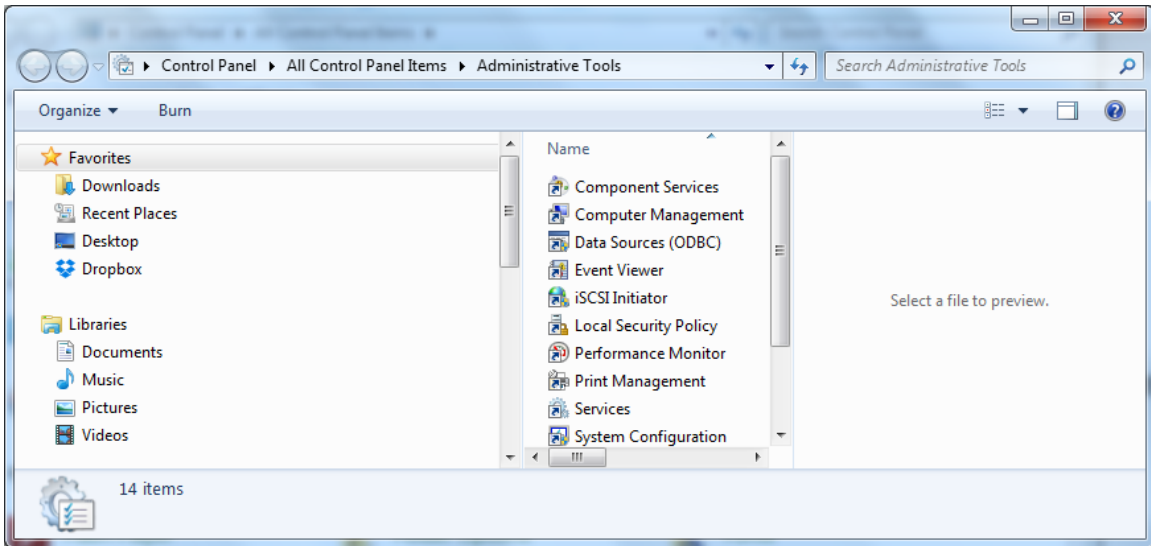 Control Panel All Control Panel Items Administrative Tools
Search Administrative Tools
Organize Burn
Favorites
Downloads
Recent Places
Desktop
Dropbox
Libraries
Documents
Music
Pictures
Videos
Name
Component Services
Computer Management
Data Sources (ODBC)
Event Viewer
iSCSI Initiator
Local Security Policy
Performance Monitor
Print Management
Services
System Configuration
Select a file to preview.
14 items